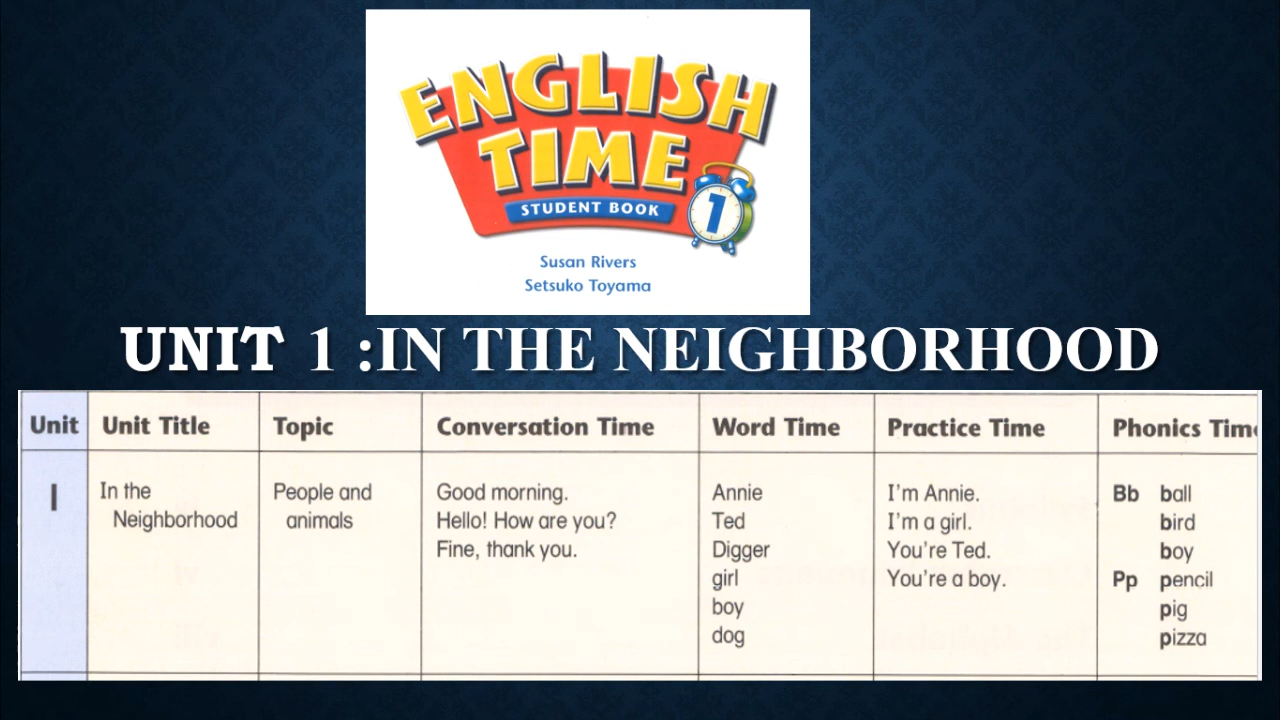 ENGLISH
TIME
STUDENT BOOK 1
Susan Rivers
Setsuko Toyama
UNIT 1 :IN THE NEIGHBORHOOD
Unit Unit Title Topic Conversation Time Word Time Practice Time Phonics Time
1 In the People and Good morning. Annie I'm Annie. Bb ball
Neighborhood animals Hello! How are you? Ted I'm a girl. bird
Fine, thank you. Digger You're Ted. boy
girl You're a boy. Pp pencil
boy pig
dog pizza